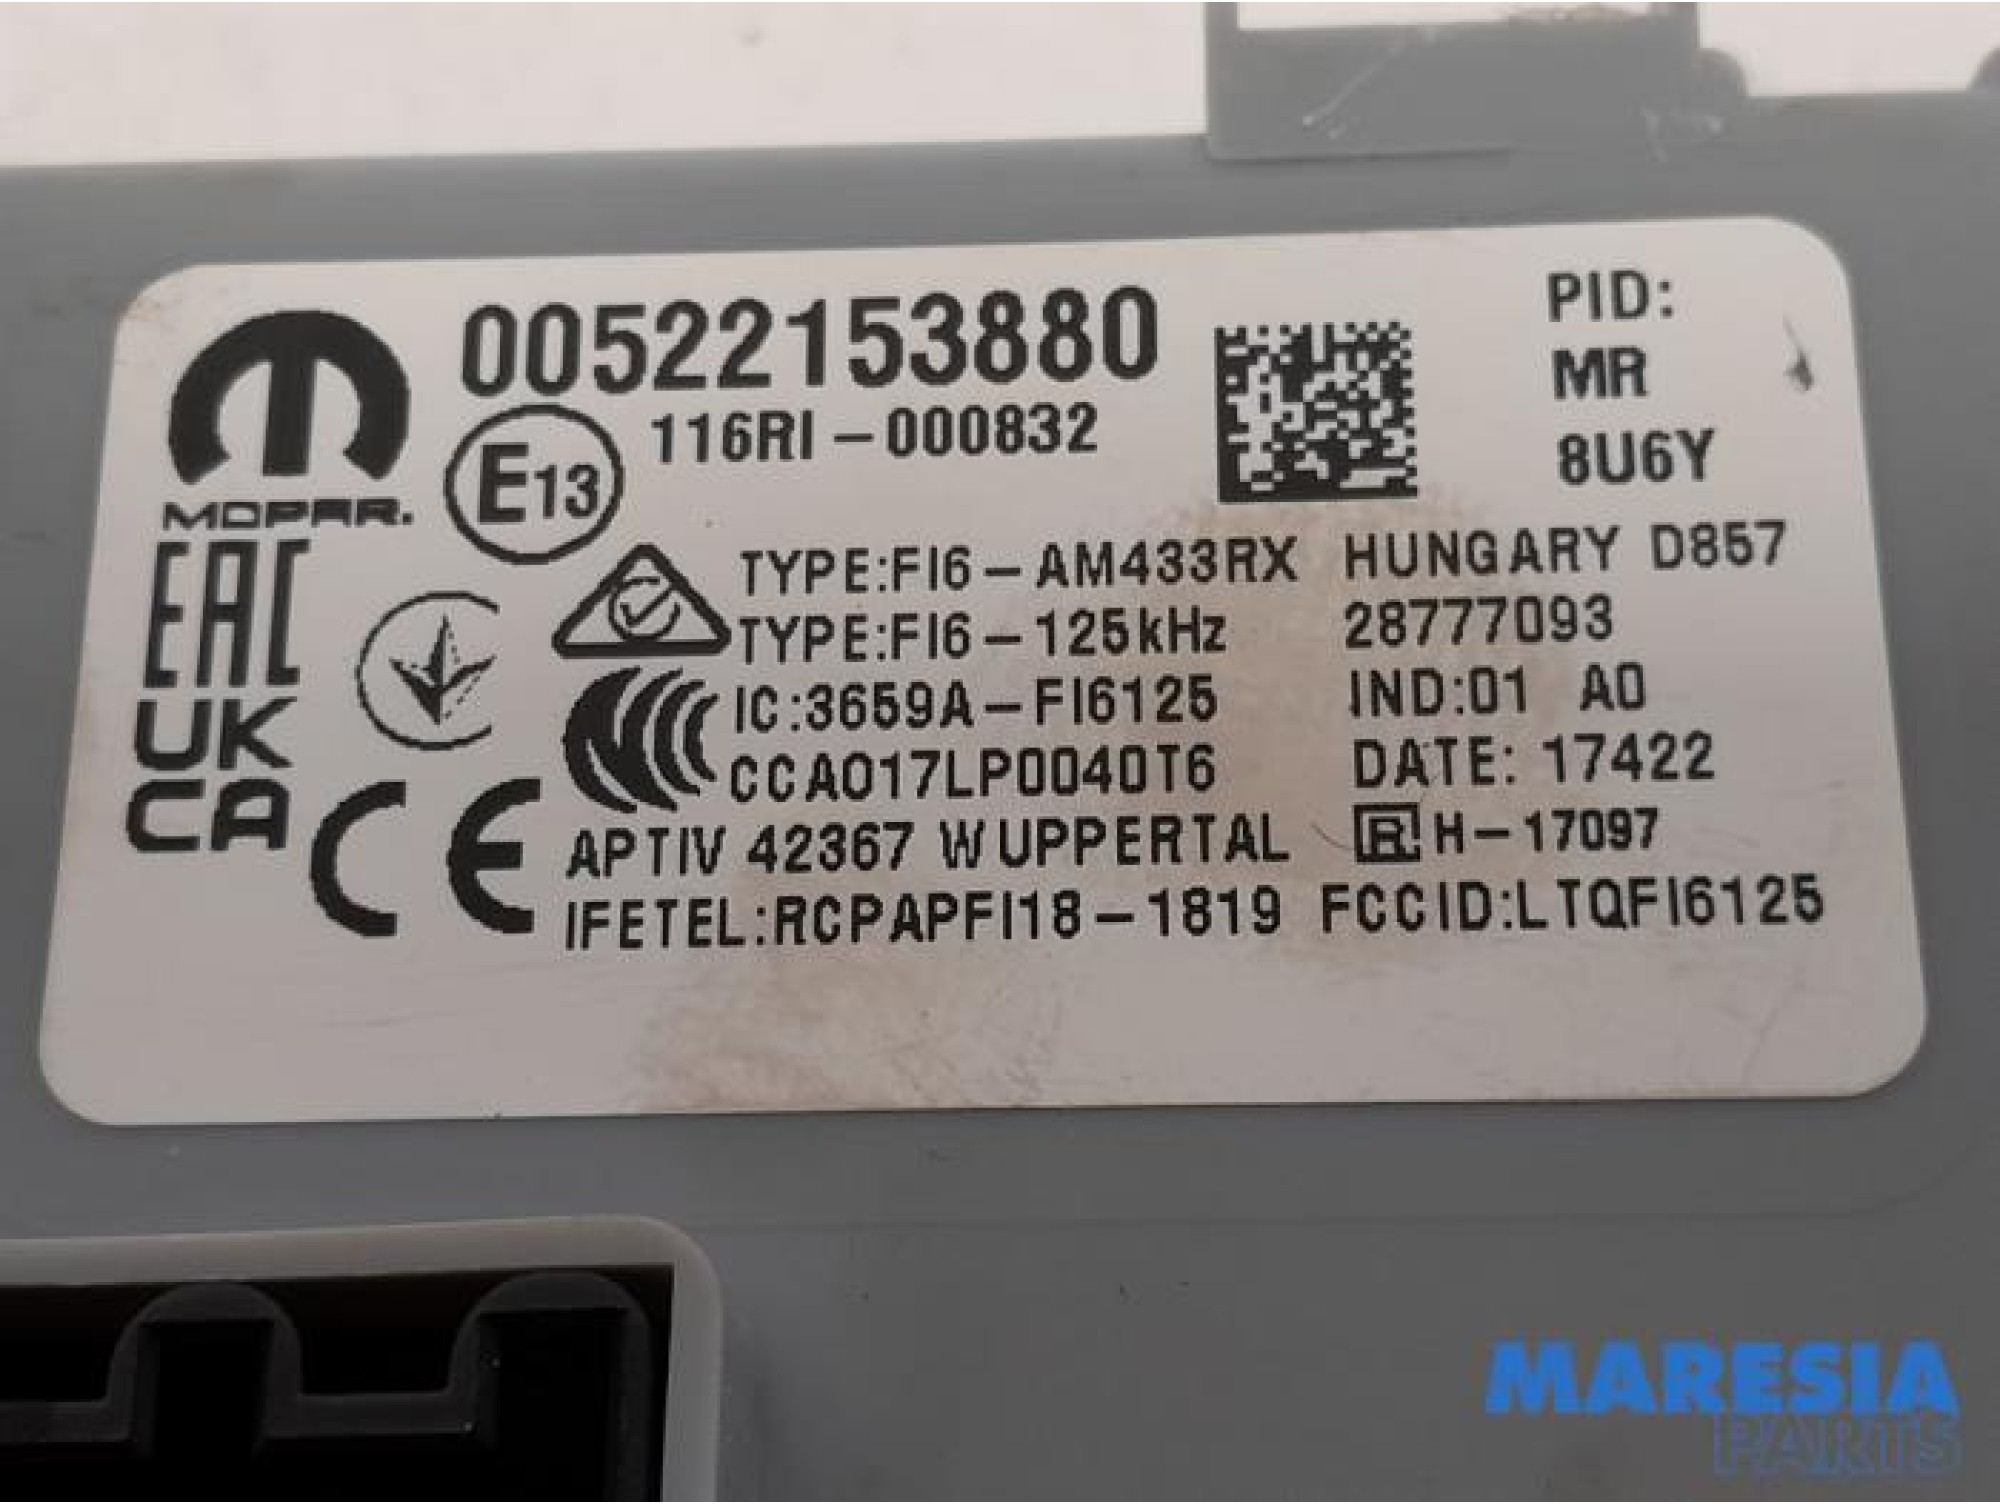 00522153880
MOPAR.
E13
116RI-000832
PID:
MR
8U6Y
EAC
UK
CA
CE
TYPE:FI6-AM433RX HUNGARY D857
TYPE:FI6-125kHz 28777093
IC:3659A-FI6125 IND:01 A0
CCAO17LP0040T6 DATE: 17422
APTIV 42367 WUPPERTAL R H-17097
IFETEL:RCPAPFI18-1819 FCCID:LTQFI6125
MARESIA
PARTS